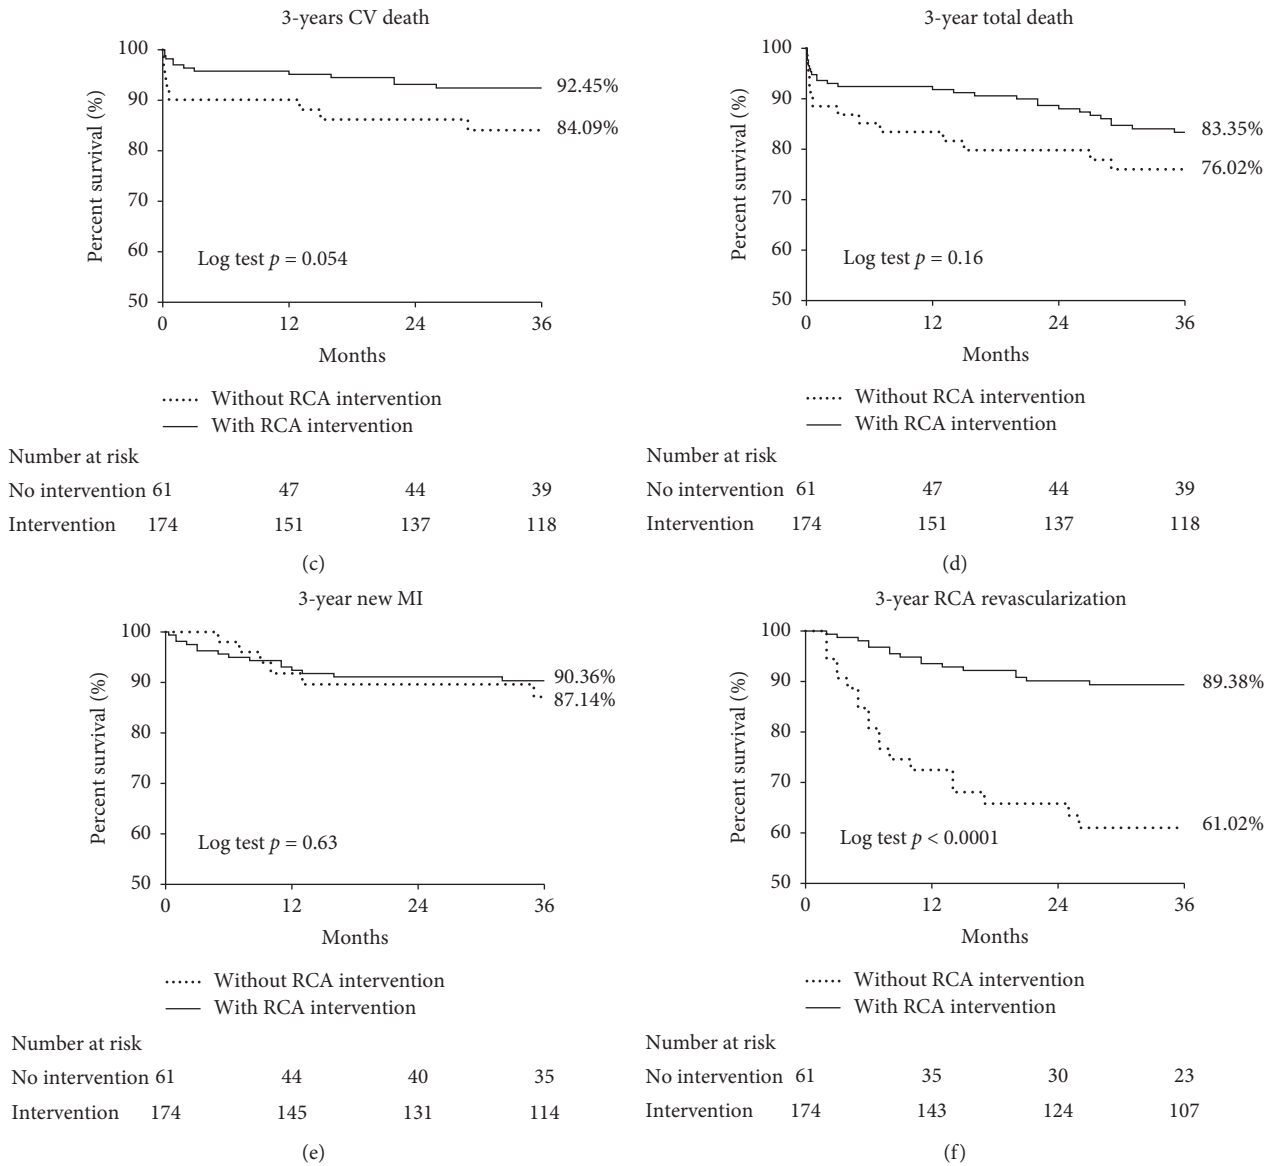 3-years CV death
100
90
80
70
60
50
Percent survival (%)
92.45%
84.09%
Log test p = 0.054
0 12 24 36
Months
Without RCA intervention
With RCA intervention
Number at risk
No intervention 61 47 44 39
Intervention 174 151 137 118
(c)
3-year total death
100
90
80
70
60
50
Percent survival (%)
83.35%
76.02%
Log test p = 0.16
0 12 24 36
Months
Without RCA intervention
With RCA intervention
Number at risk
No intervention 61 47 44 39
Intervention 174 151 137 118
(d)
3-year new MI
100
90
80
70
60
50
Percent survival (%)
90.36%
87.14%
Log test p = 0.63
0 12 24 36
Months
Without RCA intervention
With RCA intervention
Number at risk
No intervention 61 44 40 35
Intervention 174 145 131 114
(e)
3-year RCA revascularization
100
90
80
70
60
50
Percent survival (%)
89.38%
61.02%
Log test p < 0.0001
0 12 24 36
Months
Without RCA intervention
With RCA intervention
Number at risk
No intervention 61 35 30 23
Intervention 174 143 124 107
(f)